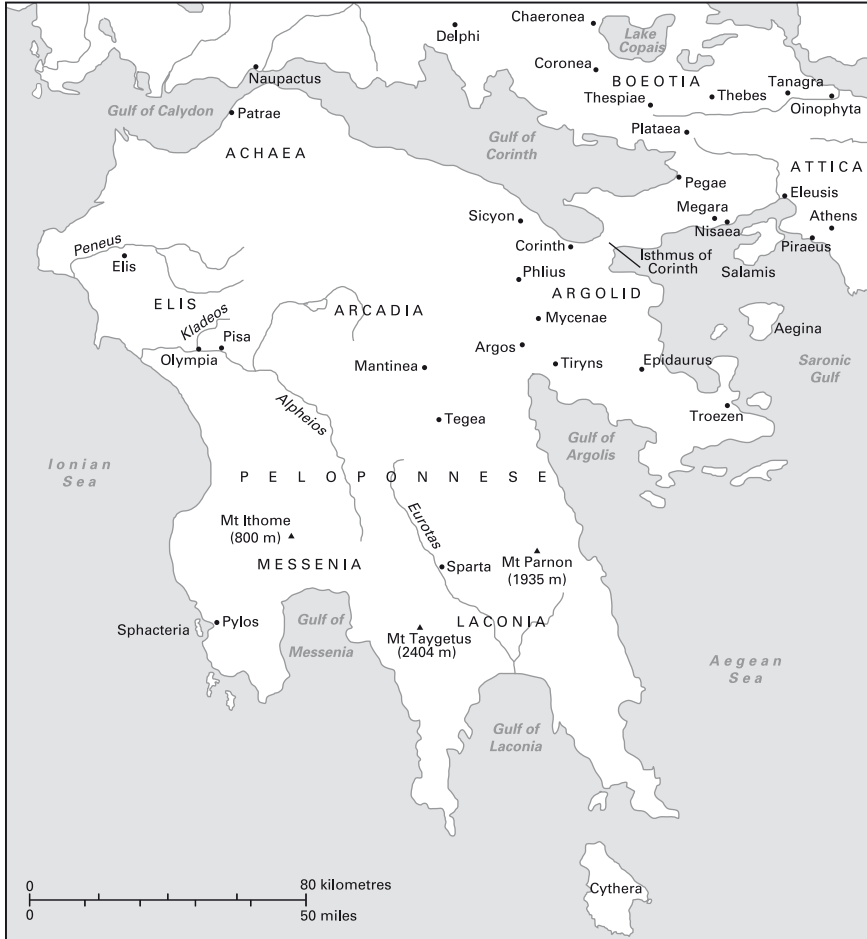 Chaeronea
Delphi
Lake
Copais
Coronea
BOEOTIA
Naupactus
Tanagra
Thespiae
Thebes
Oinophyta
Gulf of Calydon
Patrae
Plataea
Gulf of
Corinth
ACHAEA
ATTICA
Pegae
Eleusis
Megara
Athens
Sicyon
Nisaea
Piraeus
Peneus
Corinth
Isthmus of
Corinth
Salamis
Elis
Phlius
ELIS
ARGOLID
Kladeos
ARCADIA
Mycenae
Aegina
Pisa
Olympia
Argos
Saronic
Gulf
Mantinea
Tiryns
Epidaurus
Alpheios
Troezen
Tegea
Gulf of
Argolis
Ionian
Sea
PELOPONNESE
Eurotas
Mt Ithome
(800 m)
Mt Parnon
(1935 m)
MESSENIA
Sparta
Sphacteria
Pylos
Gulf of
Messenia
LACONIA
Mt Taygetus
(2404 m)
Aegean
Sea
Gulf of
Laconia
0
80 kilometres
0
50 miles
Cythera